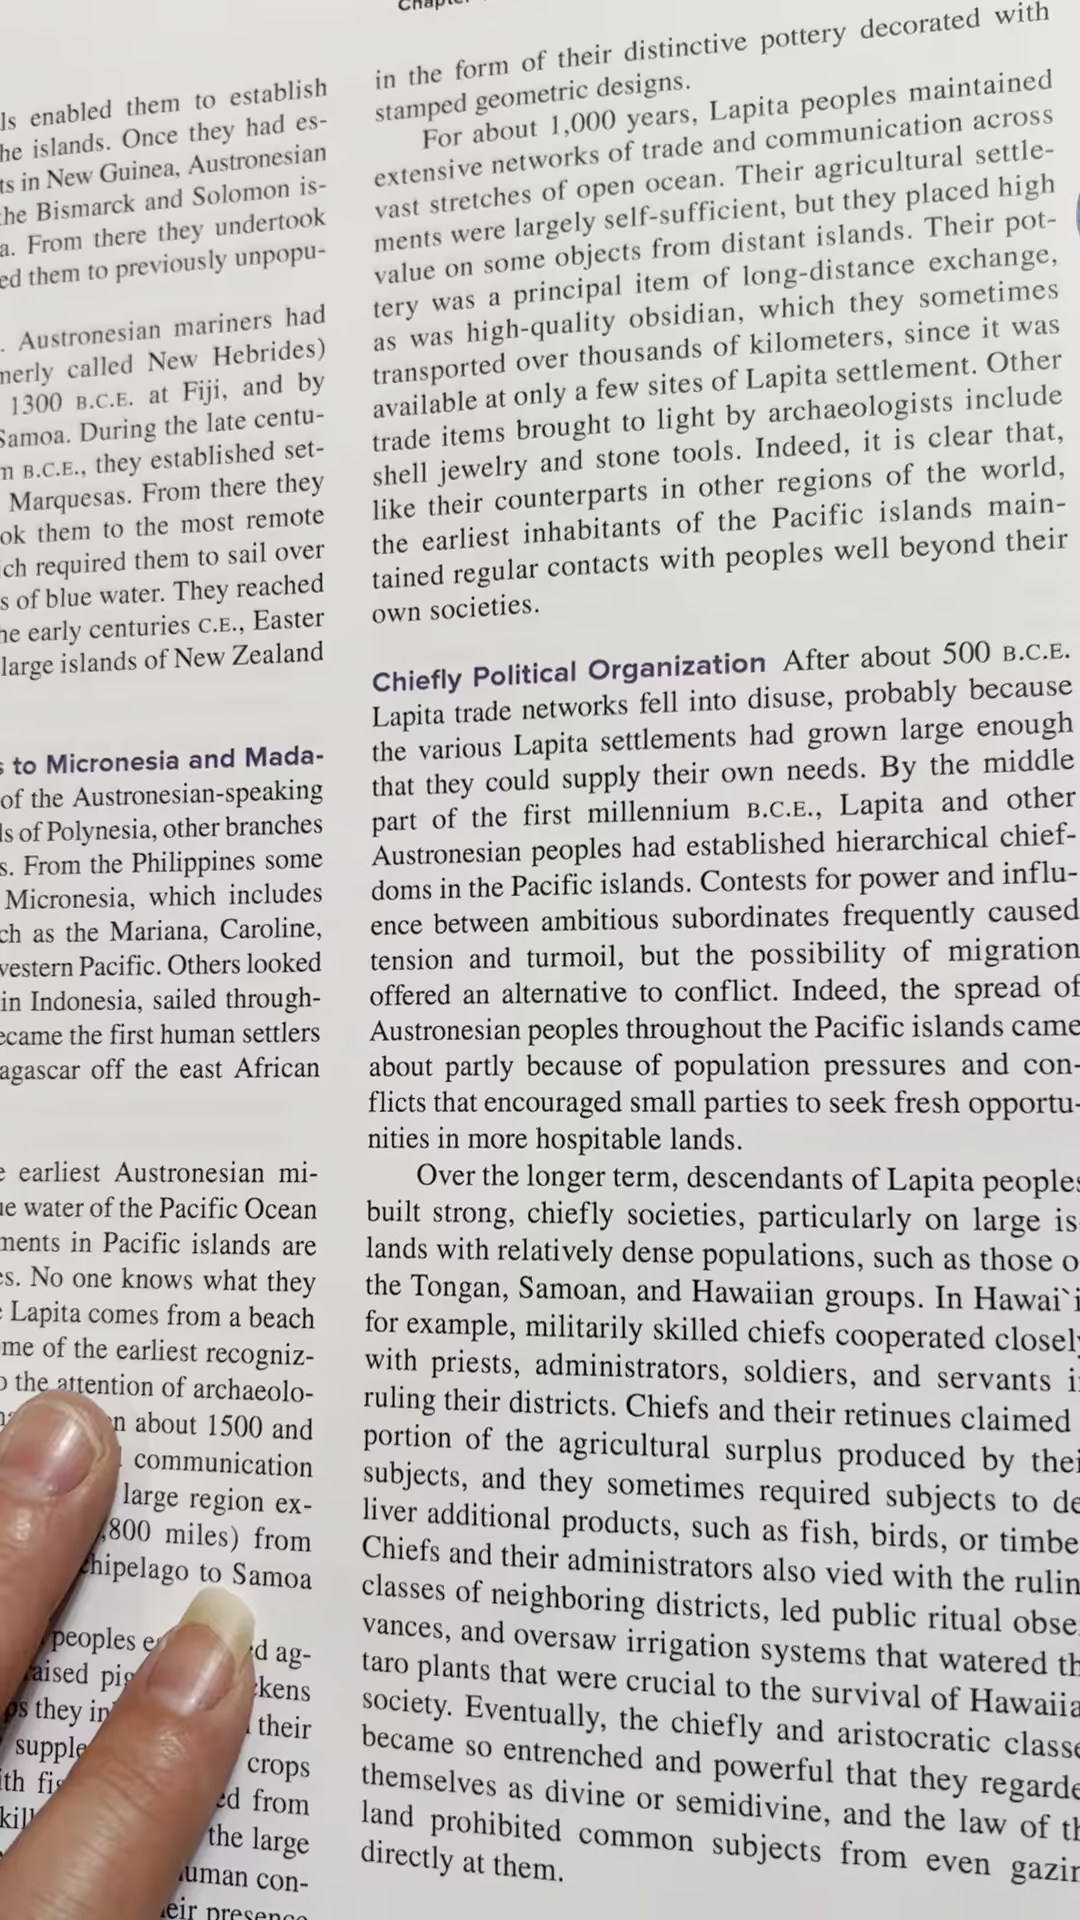 Chapter
ls enabled them to establish
he islands. Once they had es-
ts in New Guinea, Austronesian
the Bismarck and Solomon is-
a. From there they undertook
ed them to previously unpopu-
. Austronesian mariners had
merly called New Hebrides)
1300 B.C.E. at Fiji, and by
Samoa. During the late centu-
m B.C.E., they established set-
Marquesas. From there they
ok them to the most remote
ich required them to sail over
s of blue water. They reached
he early centuries C.E., Easter
large islands of New Zealand
s to Micronesia and Mada-
of the Austronesian-speaking
ls of Polynesia, other branches
s. From the Philippines some
Micronesia, which includes
ch as the Mariana, Caroline,
western Pacific. Others looked
in Indonesia, sailed through-
ecame the first human settlers
agascar off the east African
e earliest Austronesian mi-
ue water of the Pacific Ocean
ments in Pacific islands are
es. No one knows what they
e Lapita comes from a beach
ome of the earliest recogniz-
o the attention of archaeolo-
n about 1500 and
communication
large region ex-
,800 miles) from
chipelago to Samoa
peoples e d ag-
raised pig ckens
ps they in their
supple crops
ith fis ed from
kill the large
uman con-
eir presence
in the form of their distinctive pottery decorated with
stamped geometric designs.
For about 1,000 years, Lapita peoples maintained
extensive networks of trade and communication across
vast stretches of open ocean. Their agricultural settle-
ments were largely self-sufficient, but they placed high
value on some objects from distant islands. Their pot-
tery was a principal item of long-distance exchange,
as was high-quality obsidian, which they sometimes
transported over thousands of kilometers, since it was
available at only a few sites of Lapita settlement. Other
trade items brought to light by archaeologists include
shell jewelry and stone tools. Indeed, it is clear that,
like their counterparts in other regions of the world,
the earliest inhabitants of the Pacific islands main-
tained regular contacts with peoples well beyond their
own societies.
Chiefly Political Organization After about 500 B.C.E.
Lapita trade networks fell into disuse, probably because
the various Lapita settlements had grown large enough
that they could supply their own needs. By the middle
part of the first millennium B.C.E., Lapita and other
Austronesian peoples had established hierarchical chief-
doms in the Pacific islands. Contests for power and influ-
ence between ambitious subordinates frequently caused
tension and turmoil, but the possibility of migration
offered an alternative to conflict. Indeed, the spread of
Austronesian peoples throughout the Pacific islands came
about partly because of population pressures and con-
flicts that encouraged small parties to seek fresh opportu-
nities in more hospitable lands.
Over the longer term, descendants of Lapita peoples
built strong, chiefly societies, particularly on large is
lands with relatively dense populations, such as those o
the Tongan, Samoan, and Hawaiian groups. In Hawai`i
for example, militarily skilled chiefs cooperated closely
with priests, administrators, soldiers, and servants i
ruling their districts. Chiefs and their retinues claimed
portion of the agricultural surplus produced by thei
subjects, and they sometimes required subjects to de
liver additional products, such as fish, birds, or timbe
Chiefs and their administrators also vied with the rulin
classes of neighboring districts, led public ritual obse
vances, and oversaw irrigation systems that watered th
taro plants that were crucial to the survival of Hawaiia
society. Eventually, the chiefly and aristocratic classe
became so entrenched and powerful that they regarde
themselves as divine or semidivine, and the law of th
land prohibited common subjects from even gazin
directly at them.